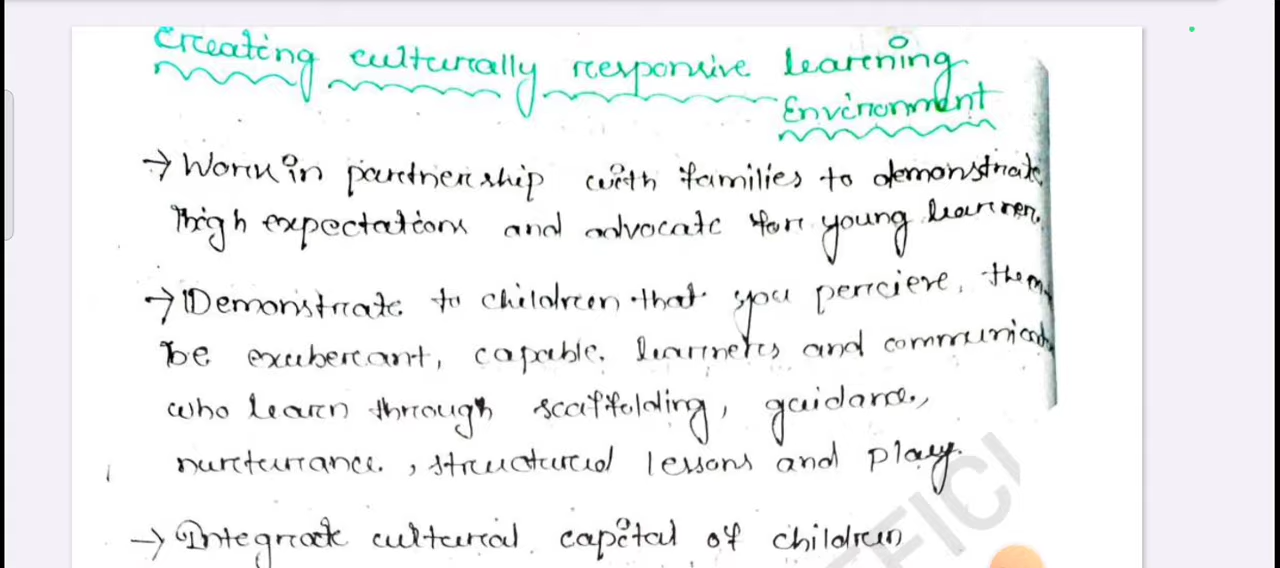 Creating culturally responsive learning
Environment
→ Work in partnership with families to demonstrate
high expectations and advocate for young learner.
→ Demonstrate to children that you percieve them
be exuberant, capable, learners and
who learn through scaffolding, guidance,
nurturance, structured lessons and play.
→ Integrate cultural capital of children
FFICI